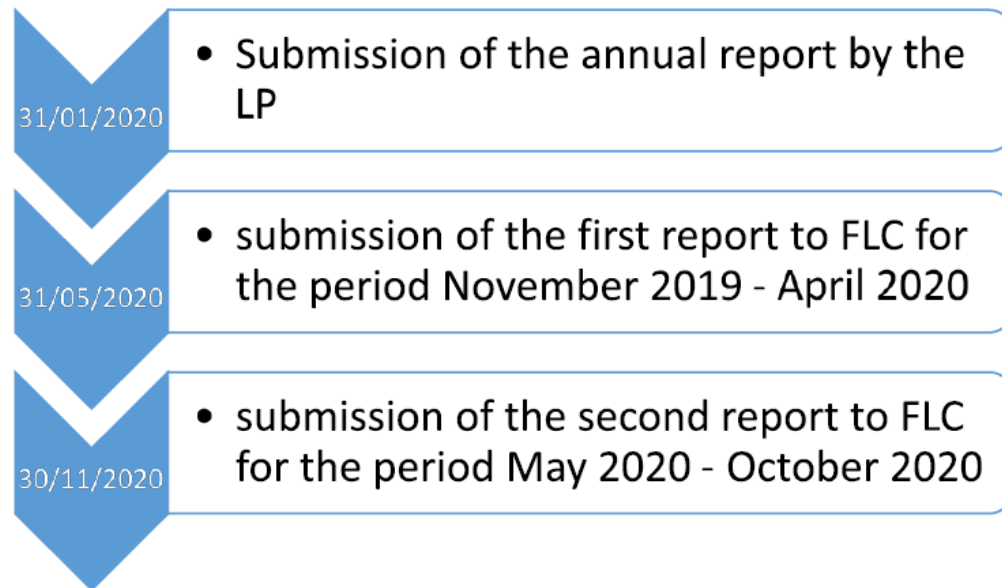 31/01/2020
• Submission of the annual report by the
LP
31/05/2020
• submission of the first report to FLC for
the period November 2019 - April 2020
30/11/2020
• submission of the second report to FLC
for the period May 2020 - October 2020